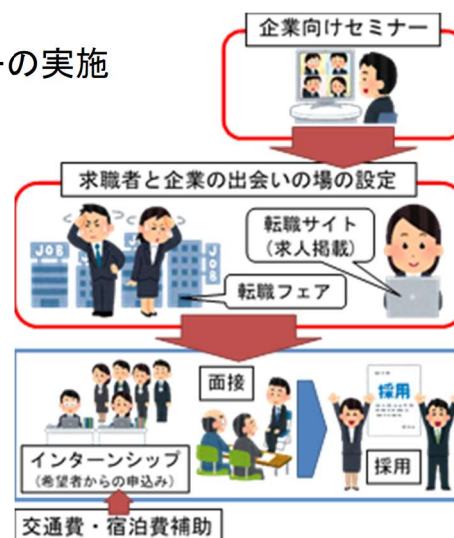 企業向けセミナー
ーの実施
求職者と企業の出会いの場の設定
転職サイト
（求人掲載）
JOB
JOB
転職フェア
面接
採用
インターンシップ
（希望者からの申込み）
採用
交通費・宿泊費補助